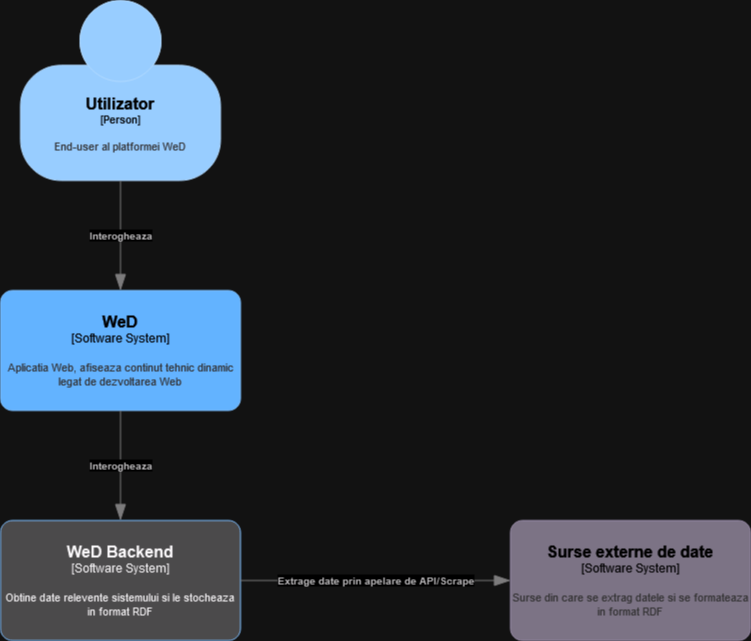 Utilizator
[Person]
End-user al platformei WeD
Interogheaza
WeD
[Software System]
Aplicatia Web, afiseaza continut tehnic dinamic
legat de dezvoltarea Web
Interogheaza
WeD Backend
[Software System]
Obtine date relevente sistemului si le stocheaza
in format RDF
Extrage date prin apelare de API/Scrape
Surse externe de date
[Software System]
Surse din care se extrag datele si se formateaza
in format RDF